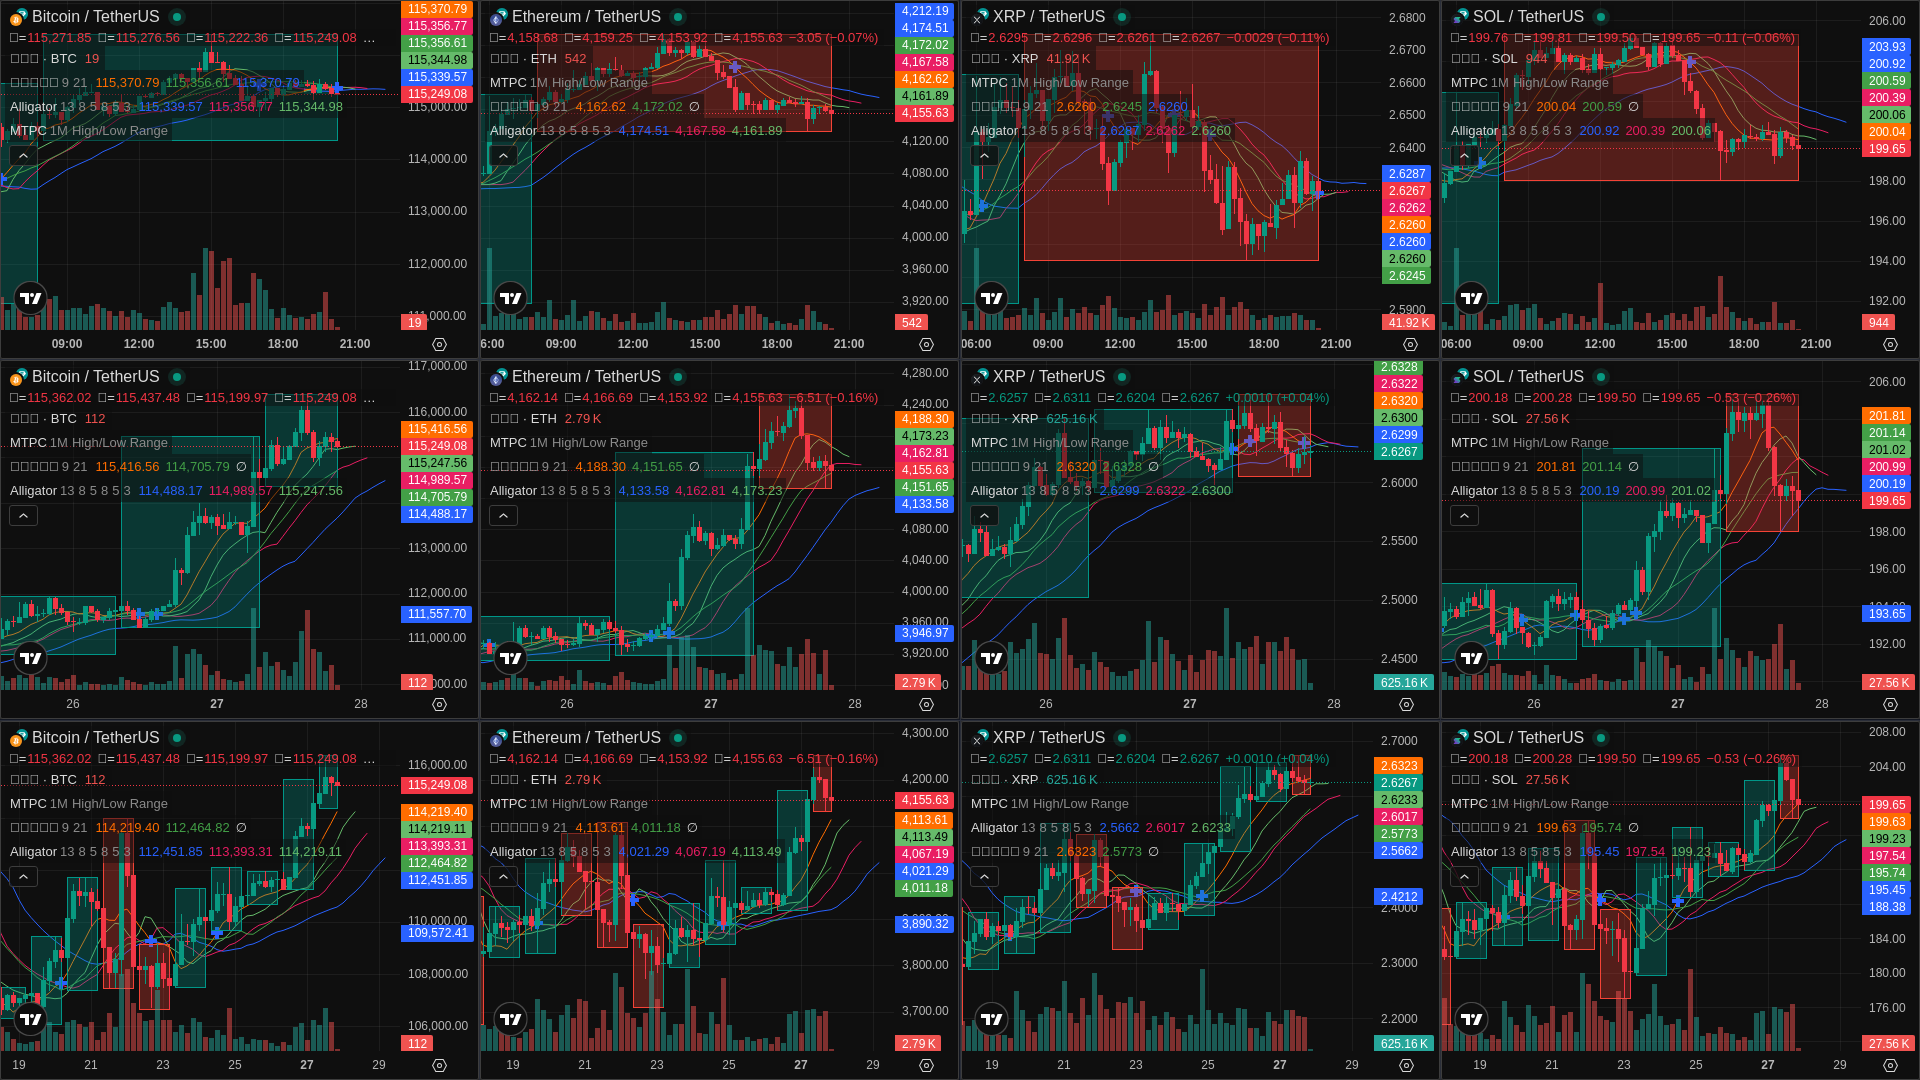 Bitcoin / TetherUS
□=115,271.85 □=115,276.56 □=115,222.36 □=115,249.08 …
□□□ · BTC 19
□□□□□ 9 21 115,370.79 115,356.61 115,370.79
Alligator 13 8 5 8 5 3 115,339.57 115,356.77 115,344.98
MTPC 1M High/Low Range
115,370.79
115,356.77
115,356.61
115,344.98
115,339.57
115,249.08
115,000.00
114,000.00
113,000.00
112,000.00
19
09:00 12:00 15:00 18:00 21:00
Ethereum / TetherUS
□=4,158.68 □=4,159.25 □=4,153.92 □=4,155.63 −3.05 (−0.07%)
□□□ · ETH 542
MTPC 1M High/Low Range
□□□□□ 9 21 4,162.62 4,172.02 ∅
Alligator 13 8 5 8 5 3 4,174.51 4,167.58 4,161.89
4,212.19
4,174.51
4,172.02
4,167.58
4,162.62
4,161.89
4,155.63
4,120.00
4,080.00
4,040.00
4,000.00
3,960.00
3,920.00
542
6:00 09:00 12:00 15:00 18:00 21:00
XRP / TetherUS
□=2.6295 □=2.6296 □=2.6261 □=2.6267 −0.0029 (−0.11%)
□□□ · XRP 41.92 K
MTPC 1M High/Low Range
□□□□□ 9 21 2.6260 2.6245 2.6260
Alligator 13 8 5 8 5 3 2.6287 2.6262 2.6260
2.6800
2.6700
2.6600
2.6500
2.6400
2.6287
2.6267
2.6262
2.6260
2.6260
2.6260
2.6245
2.5900
41.92 K
06:00 09:00 12:00 15:00 18:00 21:00
SOL / TetherUS
□=199.76 □=199.81 □=199.50 □=199.65 −0.11 (−0.06%)
□□□ · SOL 944
MTPC 1M High/Low Range
□□□□□ 9 21 200.04 200.59 ∅
Alligator 13 8 5 8 5 3 200.92 200.39 200.06
206.00
203.93
200.92
200.59
200.39
200.06
200.04
199.65
198.00
196.00
194.00
192.00
944
06:00 09:00 12:00 15:00 18:00 21:00
Bitcoin / TetherUS
□=115,362.02 □=115,437.48 □=115,199.97 □=115,249.08 …
□□□ · BTC 112
MTPC 1M High/Low Range
□□□□□ 9 21 115,416.56 114,705.79 ∅
Alligator 13 8 5 8 5 3 114,488.17 114,989.57 115,247.56
117,000.00
116,000.00
115,416.56
115,249.08
115,247.56
114,989.57
114,705.79
114,488.17
113,000.00
112,000.00
111,557.70
111,000.00
112
26 27 28
Ethereum / TetherUS
□=4,162.14 □=4,166.69 □=4,153.92 □=4,155.63 −6.51 (−0.16%)
□□□ · ETH 2.79 K
MTPC 1M High/Low Range
□□□□□ 9 21 4,188.30 4,151.65 ∅
Alligator 13 8 5 8 5 3 4,133.58 4,162.81 4,173.23
4,280.00
4,240.00
4,188.30
4,173.23
4,162.81
4,155.63
4,151.65
4,133.58
4,080.00
4,040.00
4,000.00
3,960.00
3,946.97
3,920.00
2.79 K
26 27 28
XRP / TetherUS
□=2.6257 □=2.6311 □=2.6204 □=2.6267 +0.0010 (+0.04%)
□□□ · XRP 625.16 K
MTPC 1M High/Low Range
□□□□□ 9 21 2.6320 2.6328 ∅
Alligator 13 8 5 8 5 3 2.6299 2.6322 2.6300
2.6328
2.6322
2.6320
2.6300
2.6299
2.6267
2.6000
2.5500
2.5000
2.4500
625.16 K
26 27 28
SOL / TetherUS
□=200.18 □=200.28 □=199.50 □=199.65 −0.53 (−0.26%)
□□□ · SOL 27.56 K
MTPC 1M High/Low Range
□□□□□ 9 21 201.81 201.14 ∅
Alligator 13 8 5 8 5 3 200.19 200.99 201.02
206.00
201.81
201.14
201.02
200.99
200.19
199.65
198.00
196.00
193.65
192.00
27.56 K
26 27 28
Bitcoin / TetherUS
□=115,362.02 □=115,437.48 □=115,199.97 □=115,249.08 …
□□□ · BTC 112
MTPC 1M High/Low Range
□□□□□ 9 21 114,219.40 112,464.82 ∅
Alligator 13 8 5 8 5 3 112,451.85 113,393.31 114,219.11
116,000.00
115,249.08
114,219.40
114,219.11
113,393.31
112,464.82
112,451.85
110,000.00
109,572.41
108,000.00
106,000.00
112
19 21 23 25 27 29
Ethereum / TetherUS
□=4,162.14 □=4,166.69 □=4,153.92 □=4,155.63 −6.51 (−0.16%)
□□□ · ETH 2.79 K
MTPC 1M High/Low Range
□□□□□ 9 21 4,113.61 4,011.18 ∅
Alligator 13 8 5 8 5 3 4,021.29 4,067.19 4,113.49
4,300.00
4,200.00
4,155.63
4,113.61
4,113.49
4,067.19
4,021.29
4,011.18
3,890.32
3,800.00
3,700.00
2.79 K
19 21 23 25 27 29
XRP / TetherUS
□=2.6257 □=2.6311 □=2.6204 □=2.6267 +0.0010 (+0.04%)
□□□ · XRP 625.16 K
MTPC 1M High/Low Range
Alligator 13 8 5 8 5 3 2.5662 2.6017 2.6233
□□□□□ 9 21 2.6323 2.5773 ∅
2.7000
2.6323
2.6267
2.6233
2.6017
2.5773
2.5662
2.4212
2.4000
2.3000
2.2000
625.16 K
19 21 23 25 27 29
SOL / TetherUS
□=200.18 □=200.28 □=199.50 □=199.65 −0.53 (−0.26%)
□□□ · SOL 27.56 K
MTPC 1M High/Low Range
□□□□□ 9 21 199.63 195.74 ∅
Alligator 13 8 5 8 5 3 195.45 197.54 199.23
208.00
204.00
199.65
199.63
199.23
197.54
195.74
195.45
188.38
184.00
180.00
176.00
27.56 K
19 21 23 25 27 29